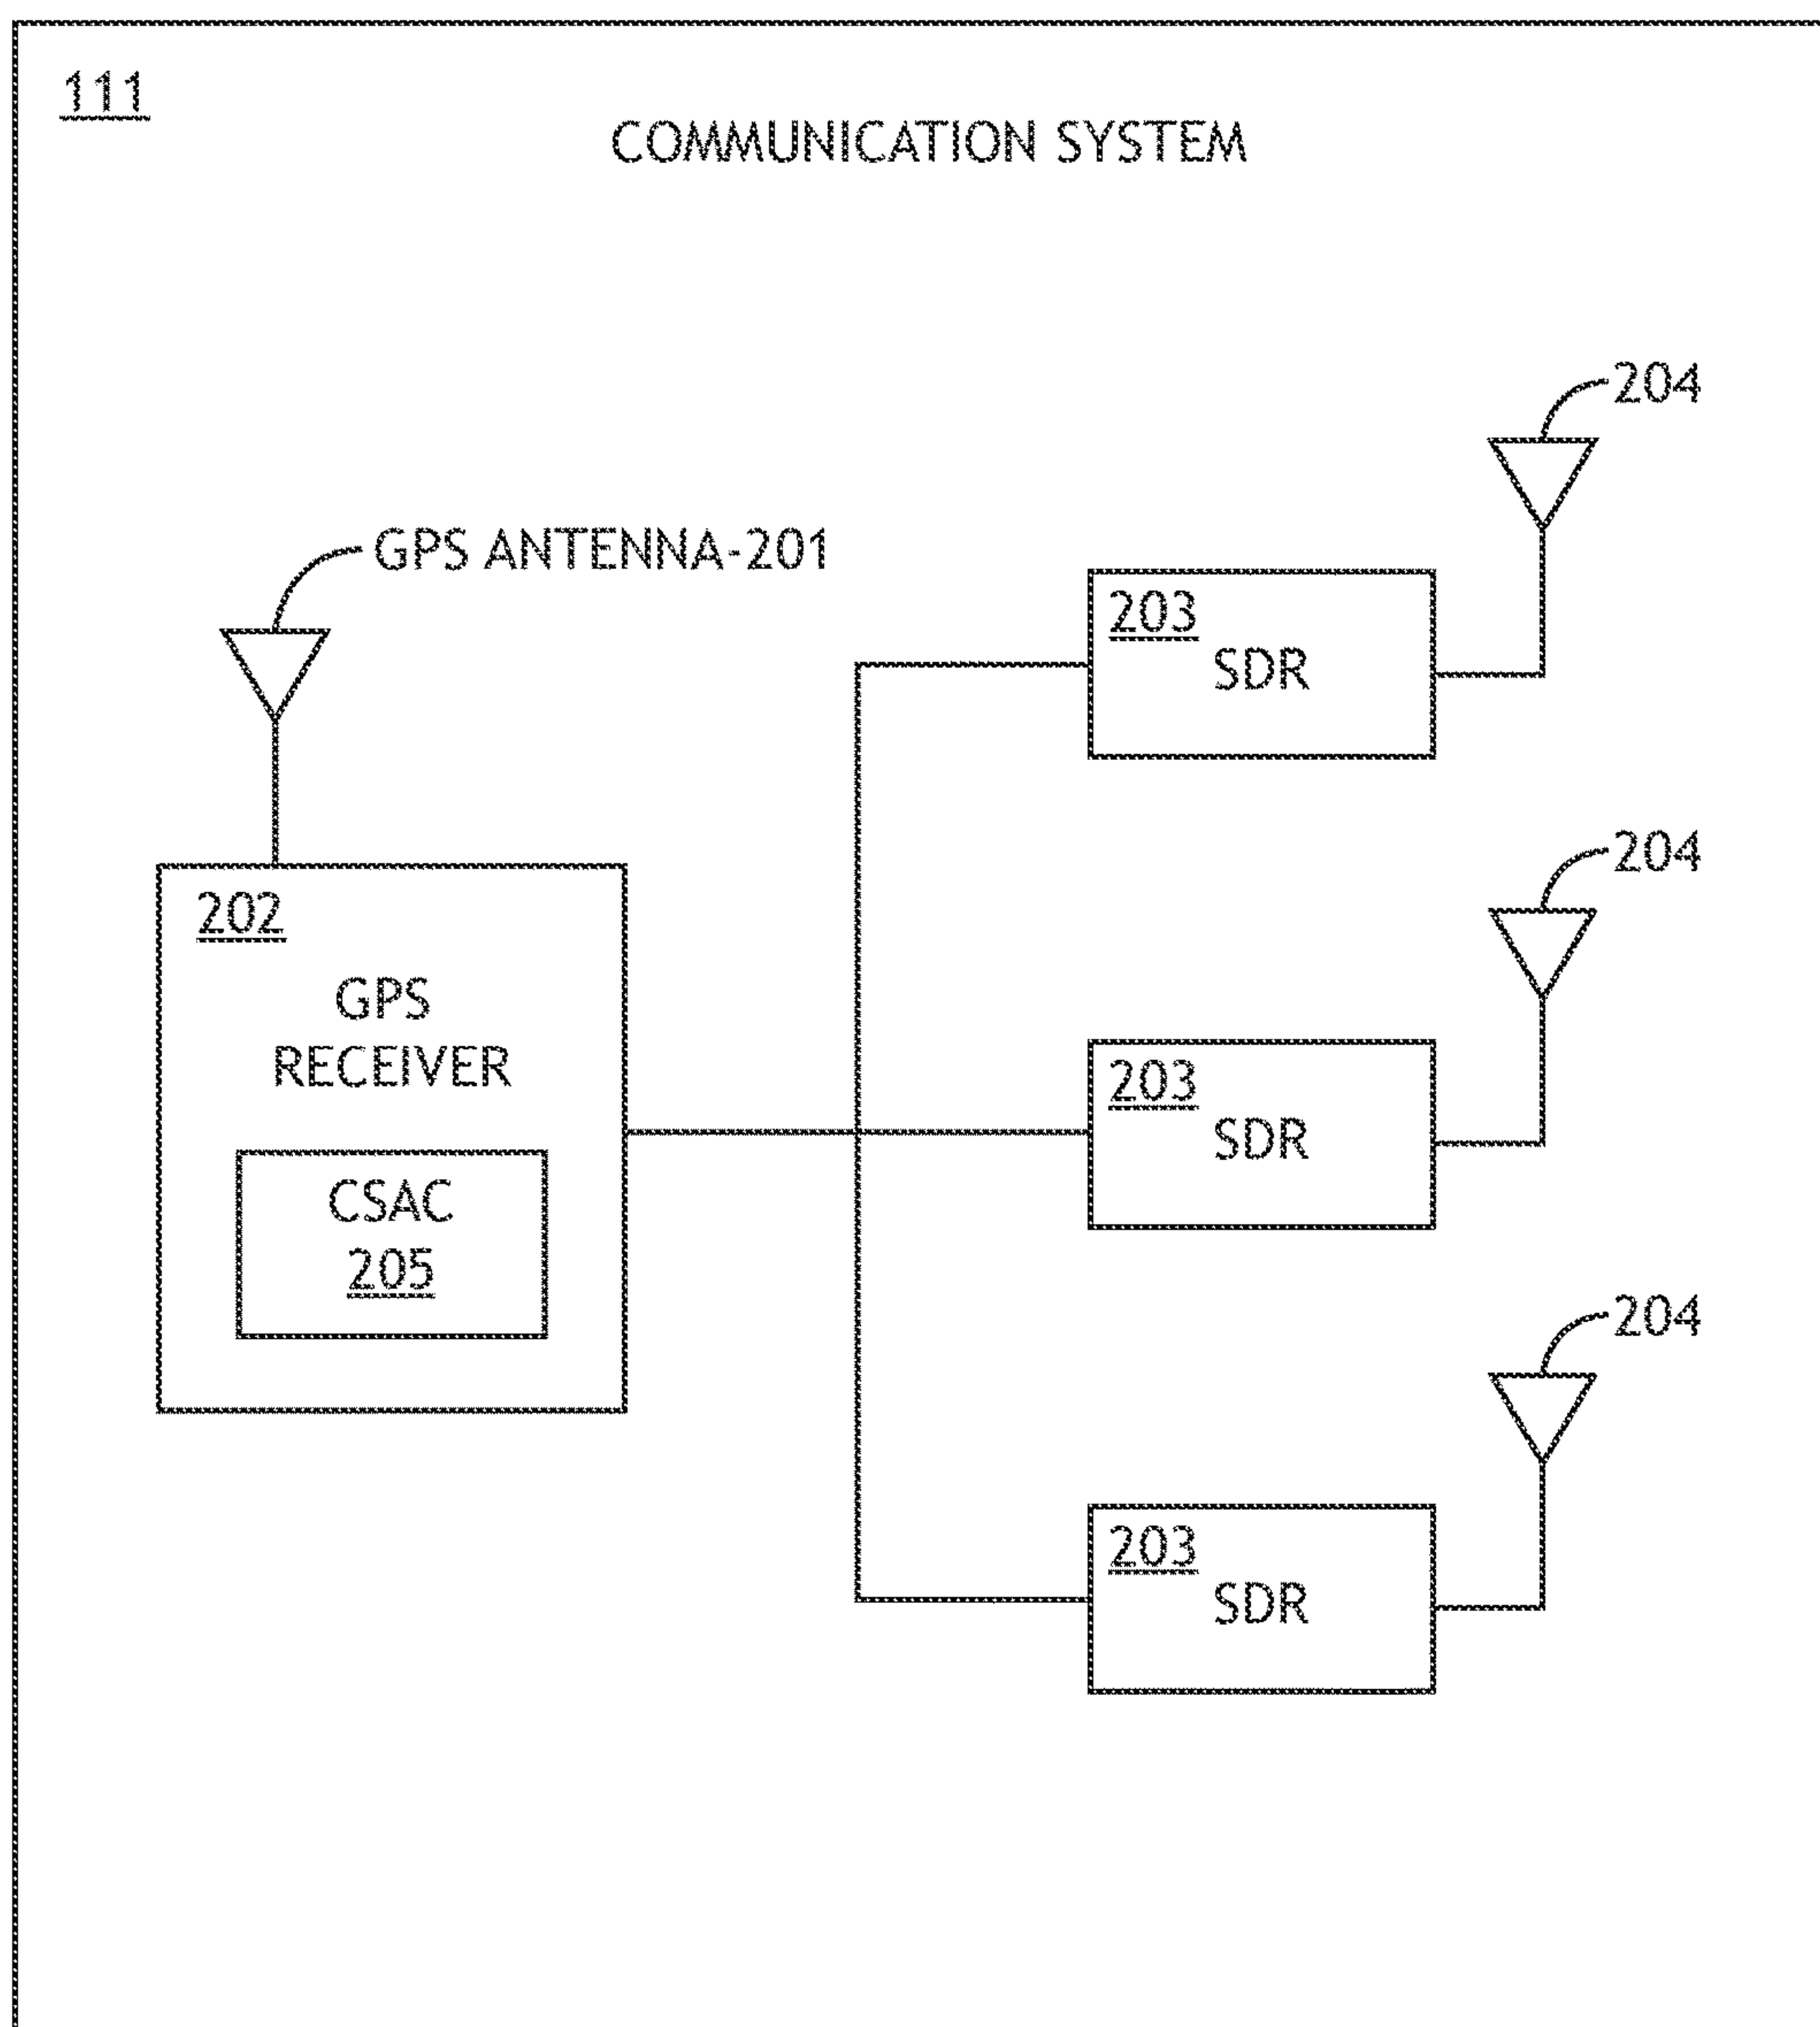 111
COMMUNICATION SYSTEM
204
GPS ANTENNA-201
203
SDR
204
202
GPS
RECEIVER
203
SDR
CSAC
205
204
203
SDR